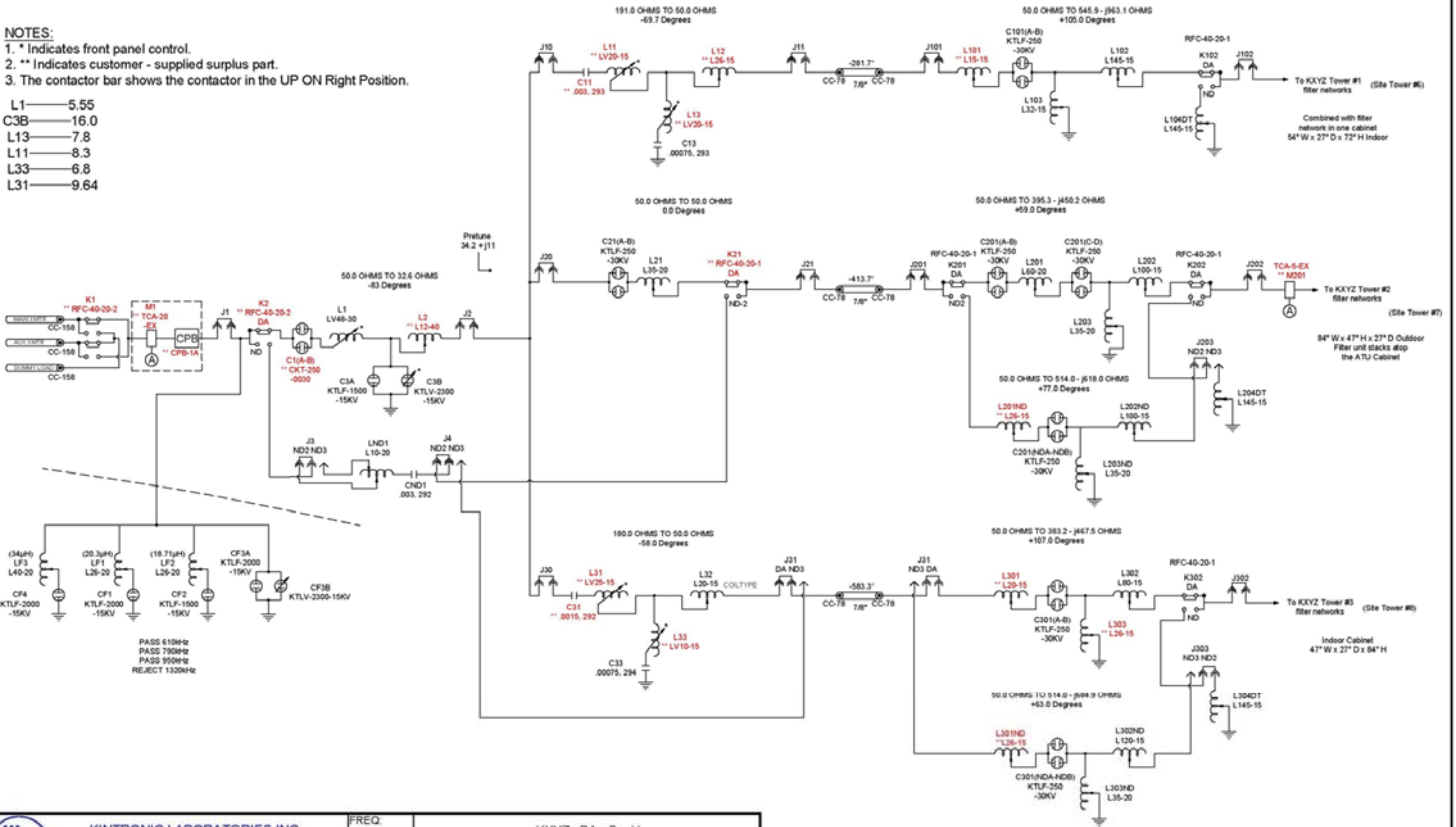 NOTES:
1. * Indicates front panel control.
2. ** Indicates customer - supplied surplus part.
3. The contactor bar shows the contactor in the UP ON Right Position.
L1 5.55
C3B 16.0
L13 7.8
L11 8.3
L33 6.8
L31 9.64
191.0 OHMS TO 50.0 OHMS
-69.7 Degrees
J10
L11
** LV20-15
*
C11
** .003, 293
L12
** L26-15
L13
** LV20-15
C13
.00075, 293
J11
-281.7°
CC-78 7/8" CC-78
50.0 OHMS TO 545.9 - j963.1 OHMS
+105.0 Degrees
J101
L101
** L15-15
C101(A-B)
KTLF-250
-30KV
L103
L32-15
L102
L145-15
RFC-40-20-1
K102
DA
ND
L104DT
L145-15
J102
To KXYZ Tower #1
filter networks
(Site Tower #6)
Combined with filter
network in one cabinet
54" W x 27" D x 72" H Indoor
50.0 OHMS TO 50.0 OHMS
0.0 Degrees
J20
C21(A-B)
KTLF-250
-30KV
L21
L35-20
K21
** RFC-40-20-1
DA
ND-2
J21
-413.7°
CC-78 7/8" CC-78
50.0 OHMS TO 395.3 - j450.2 OHMS
+59.0 Degrees
J201
RFC-40-20-1
K201
DA
ND2
C201(A-B)
KTLF-250
-30KV
L201
L60-20
C201(C-D)
KTLF-250
-30KV
L203
L35-20
L202
L100-15
RFC-40-20-1
K202
DA
ND
J202
TCA-5-EX
** M201
A
To KXYZ Tower #2
filter networks
(Site Tower #7)
84" W x 47" H x 27" D Outdoor
Filter unit stacks atop
the ATU Cabinet
J203
ND2 ND3
L204DT
L145-15
50.0 OHMS TO 514.0 - j618.0 OHMS
+77.0 Degrees
L201ND
** L26-15
C201(NDA-NDB)
KTLF-250
-30KV
L202ND
L100-15
L203ND
L35-20
Pretune
34.2 + j11
50.0 OHMS TO 32.6 OHMS
-83 Degrees
K1
** RFC-40-20-2
MAIN XMTR
CC-158
AUX XMTR
CC-158
DUMMY LOAD
CC-158
M1
** TCA-20
-EX
A
CPB
** CPB-1A
J1
K2
** RFC-40-20-2
DA
ND
C1(A-B)
** CKT-250
-0030
L1
LV48-30
*
L2
** L12-40
C3A
KTLF-1500
-15KV
C3B
KTLV-2300
-15KV
J2
J3
ND2 ND3
LND1
L10-20
CND1
.003, 292
J4
ND2 ND3
(34μH)
LF3
L40-20
CF4
KTLF-2000
-15KV
(20.3μH)
LF1
L26-20
CF1
KTLF-2000
-15KV
(18.71μH)
LF2
L26-20
CF2
KTLF-1500
-15KV
CF3A
KTLF-2000
-15KV
CF3B
KTLV-2300-15KV
PASS 610kHz
PASS 790kHz
PASS 950kHz
REJECT 1320kHz
180.0 OHMS TO 50.0 OHMS
-58.0 Degrees
J30
L31
** LV25-15
*
C31
** .0015, 292
L32
L20-15
COLTYPE
L33
** LV10-15
C33
.00075, 294
J31
DA ND3
-583.3°
CC-78 7/8" CC-78
50.0 OHMS TO 383.2 - j467.5 OHMS
+107.0 Degrees
J31
ND3 DA
L301
** L20-15
C301(A-B)
KTLF-250
-30KV
L303
** L26-15
L302
L80-15
RFC-40-20-1
K302
DA
ND
J302
To KXYZ Tower #3
filter networks
(Site Tower #8)
Indoor Cabinet
47" W x 27" D x 84" H
J303
ND3 ND2
L304DT
L145-15
50.0 OHMS TO 514.0 - j684.9 OHMS
+63.0 Degrees
L301ND
**L26-15
C301(NDA-NDB)
KTLF-250
-30KV
L302ND
L120-15
L303ND
L35-20
FREQ: